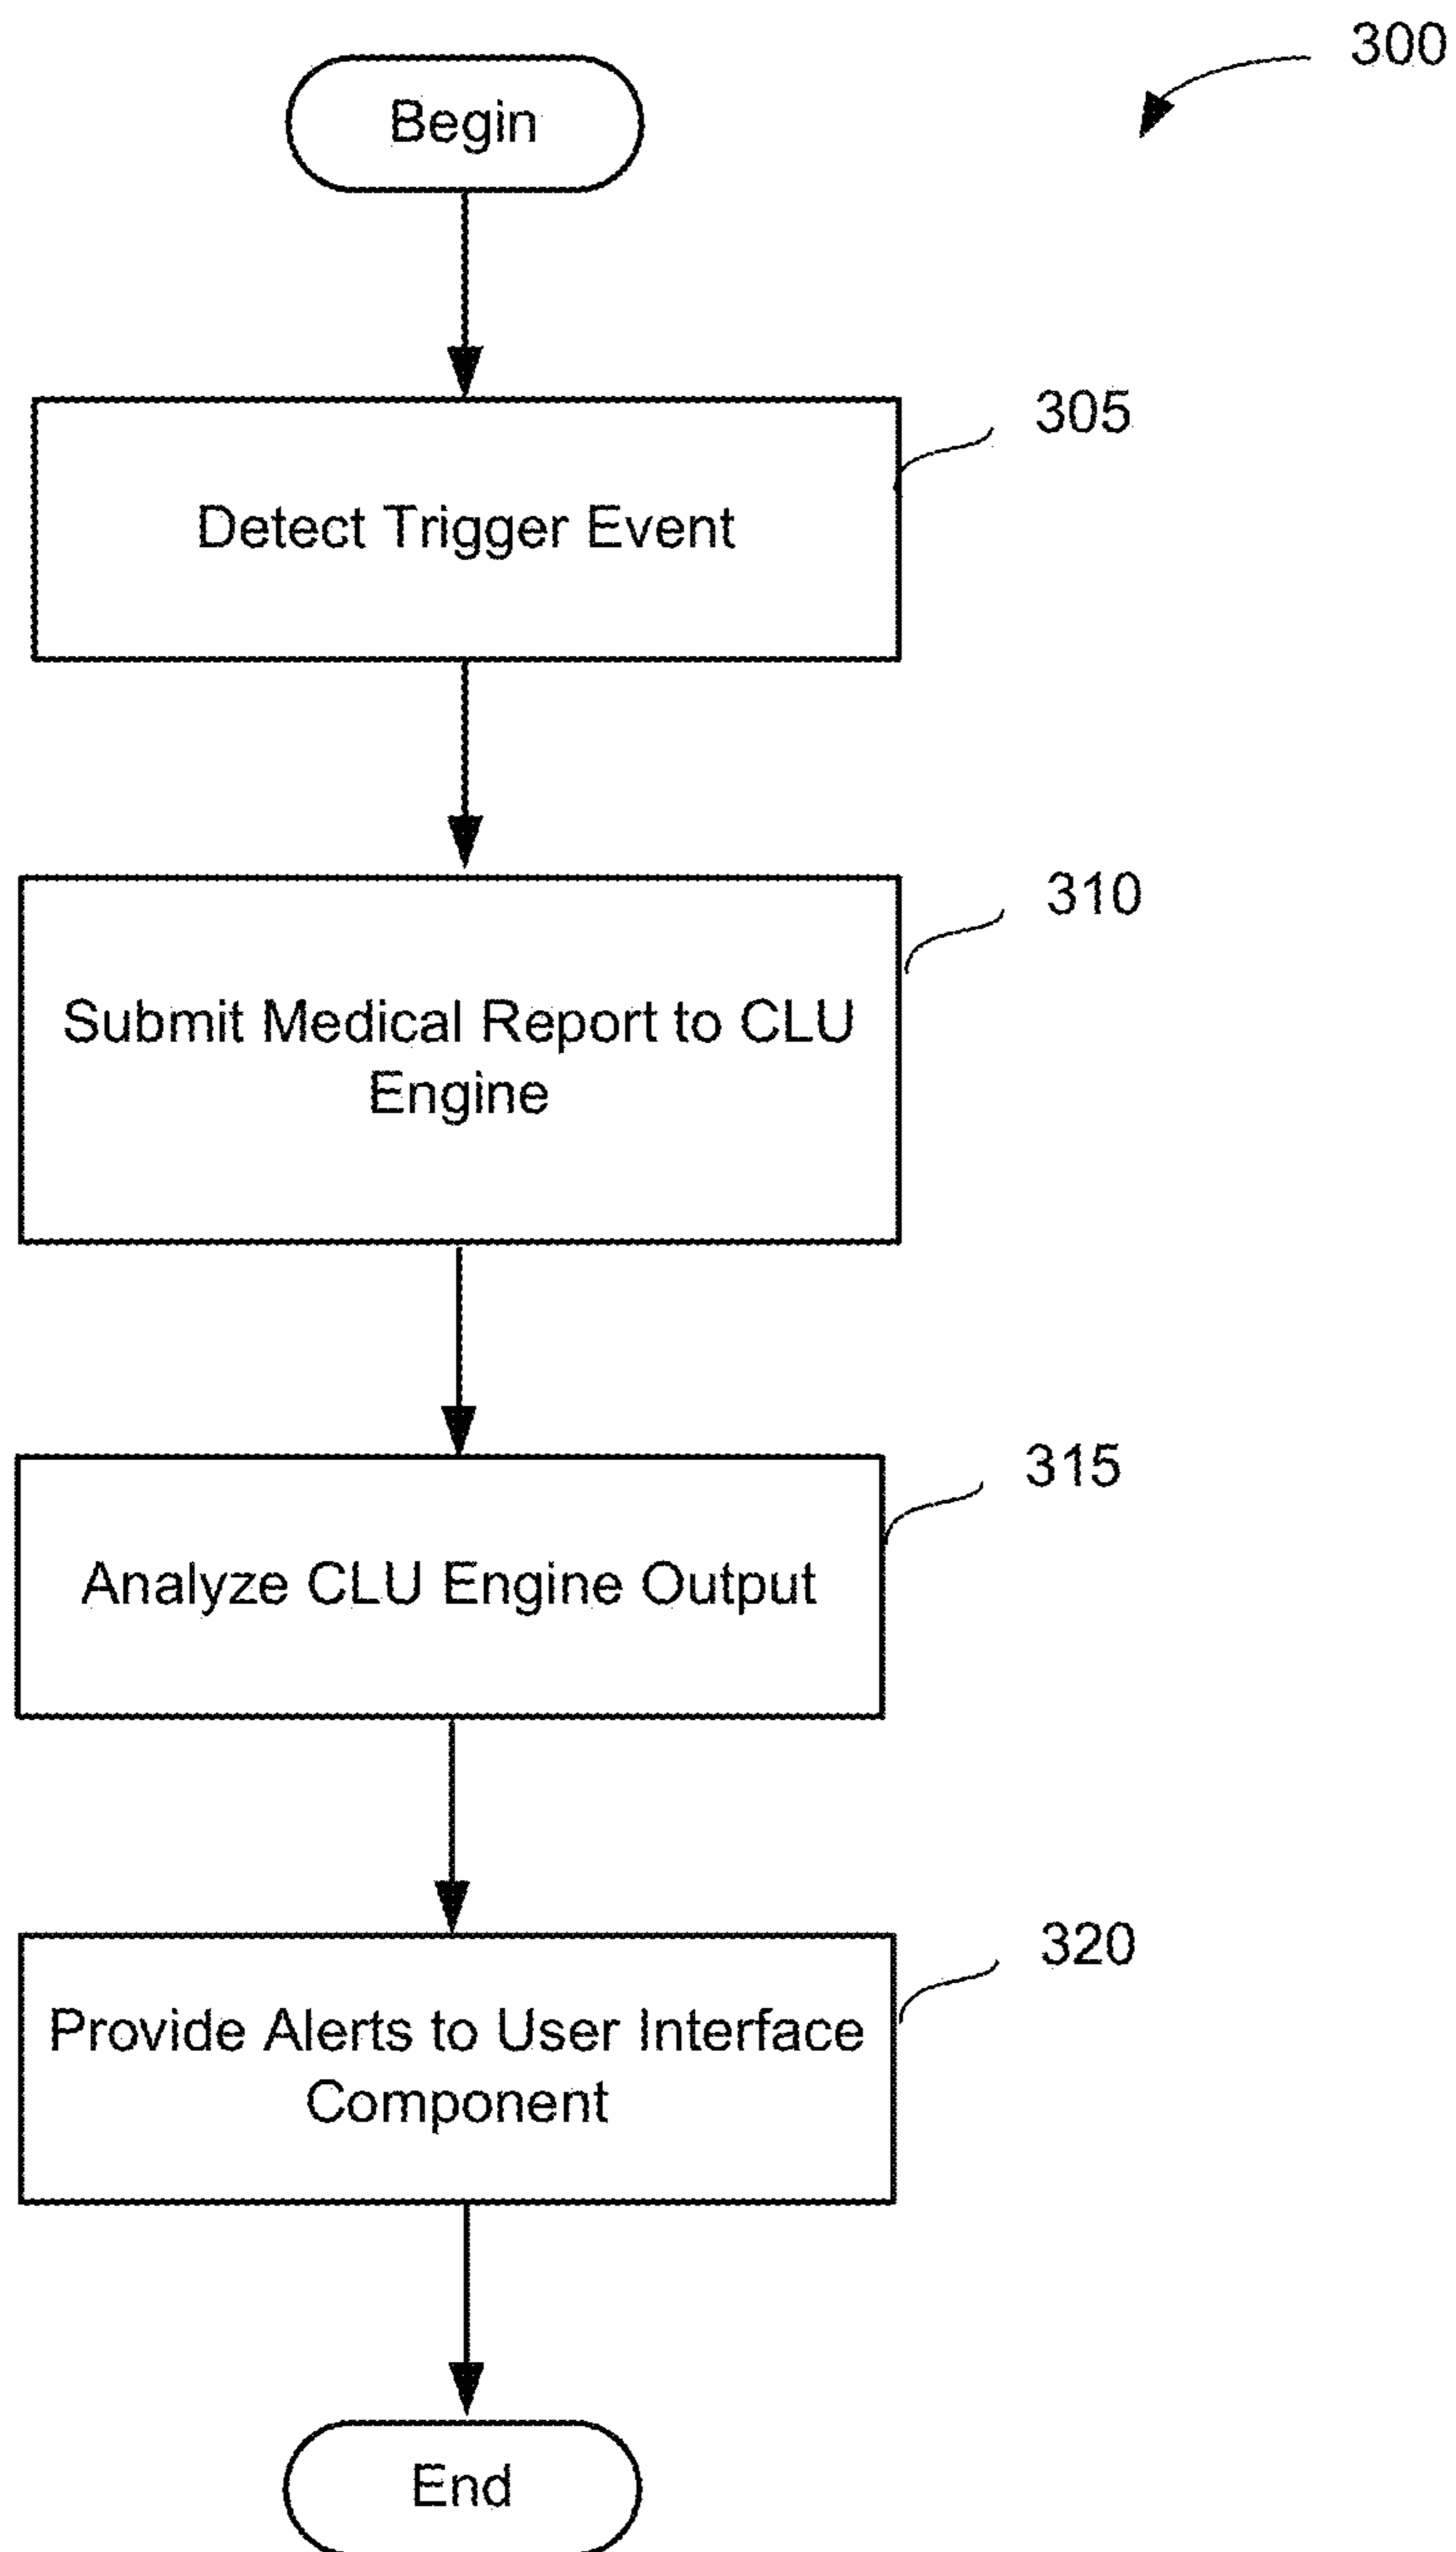 300
Begin
305
Detect Trigger Event
310
Submit Medical Report to CLU
Engine
315
Analyze CLU Engine Output
320
Provide Alerts to User Interface
Component
End